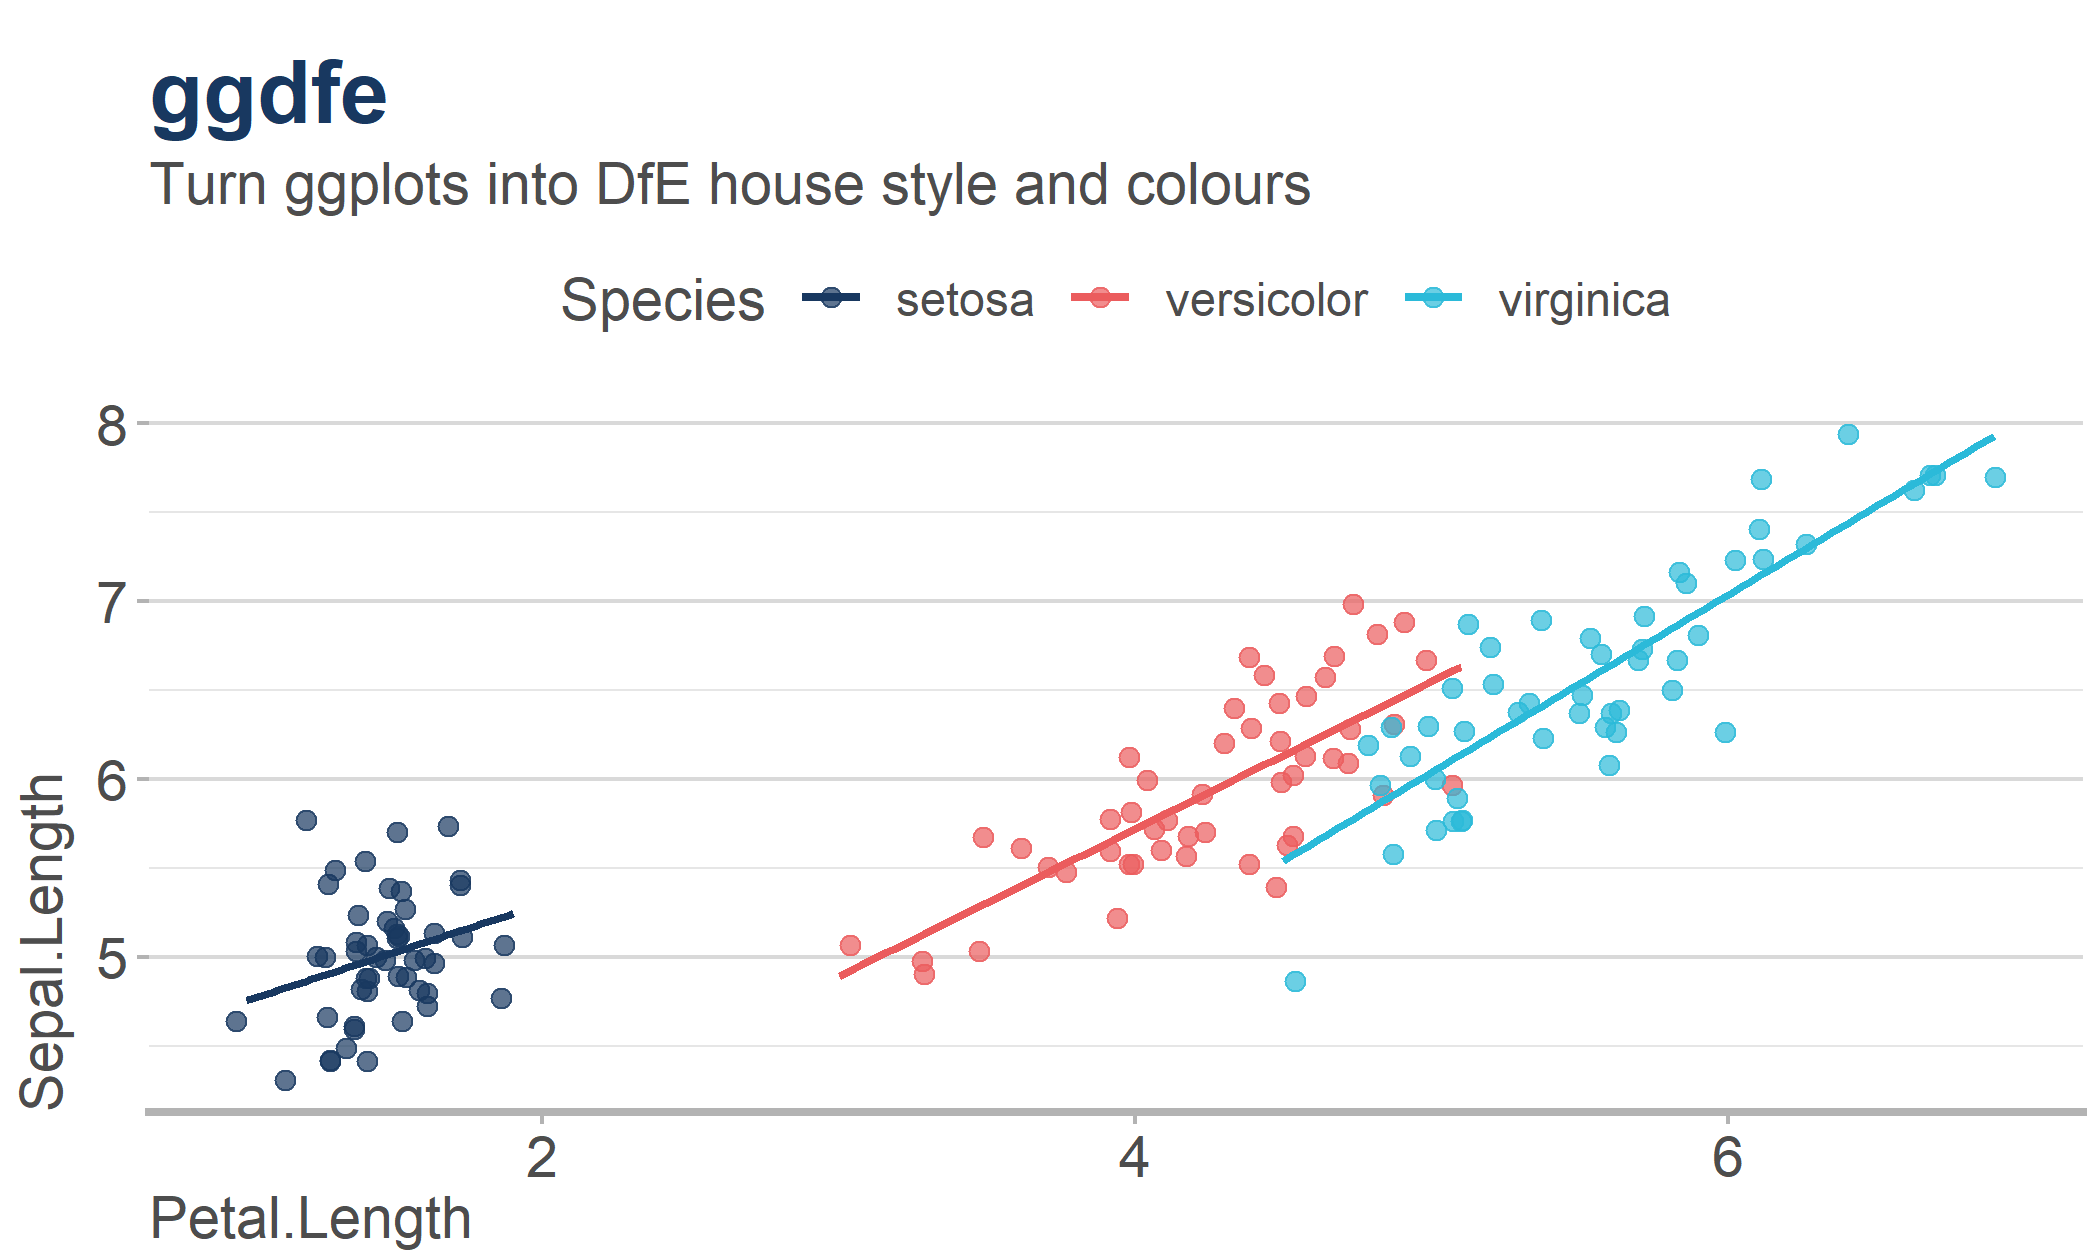 ggdfe
Turn ggplots into DfE house style and colours
Species setosa versicolor virginica
8
7
6
5
Sepal.Length
2 4 6
Petal.Length